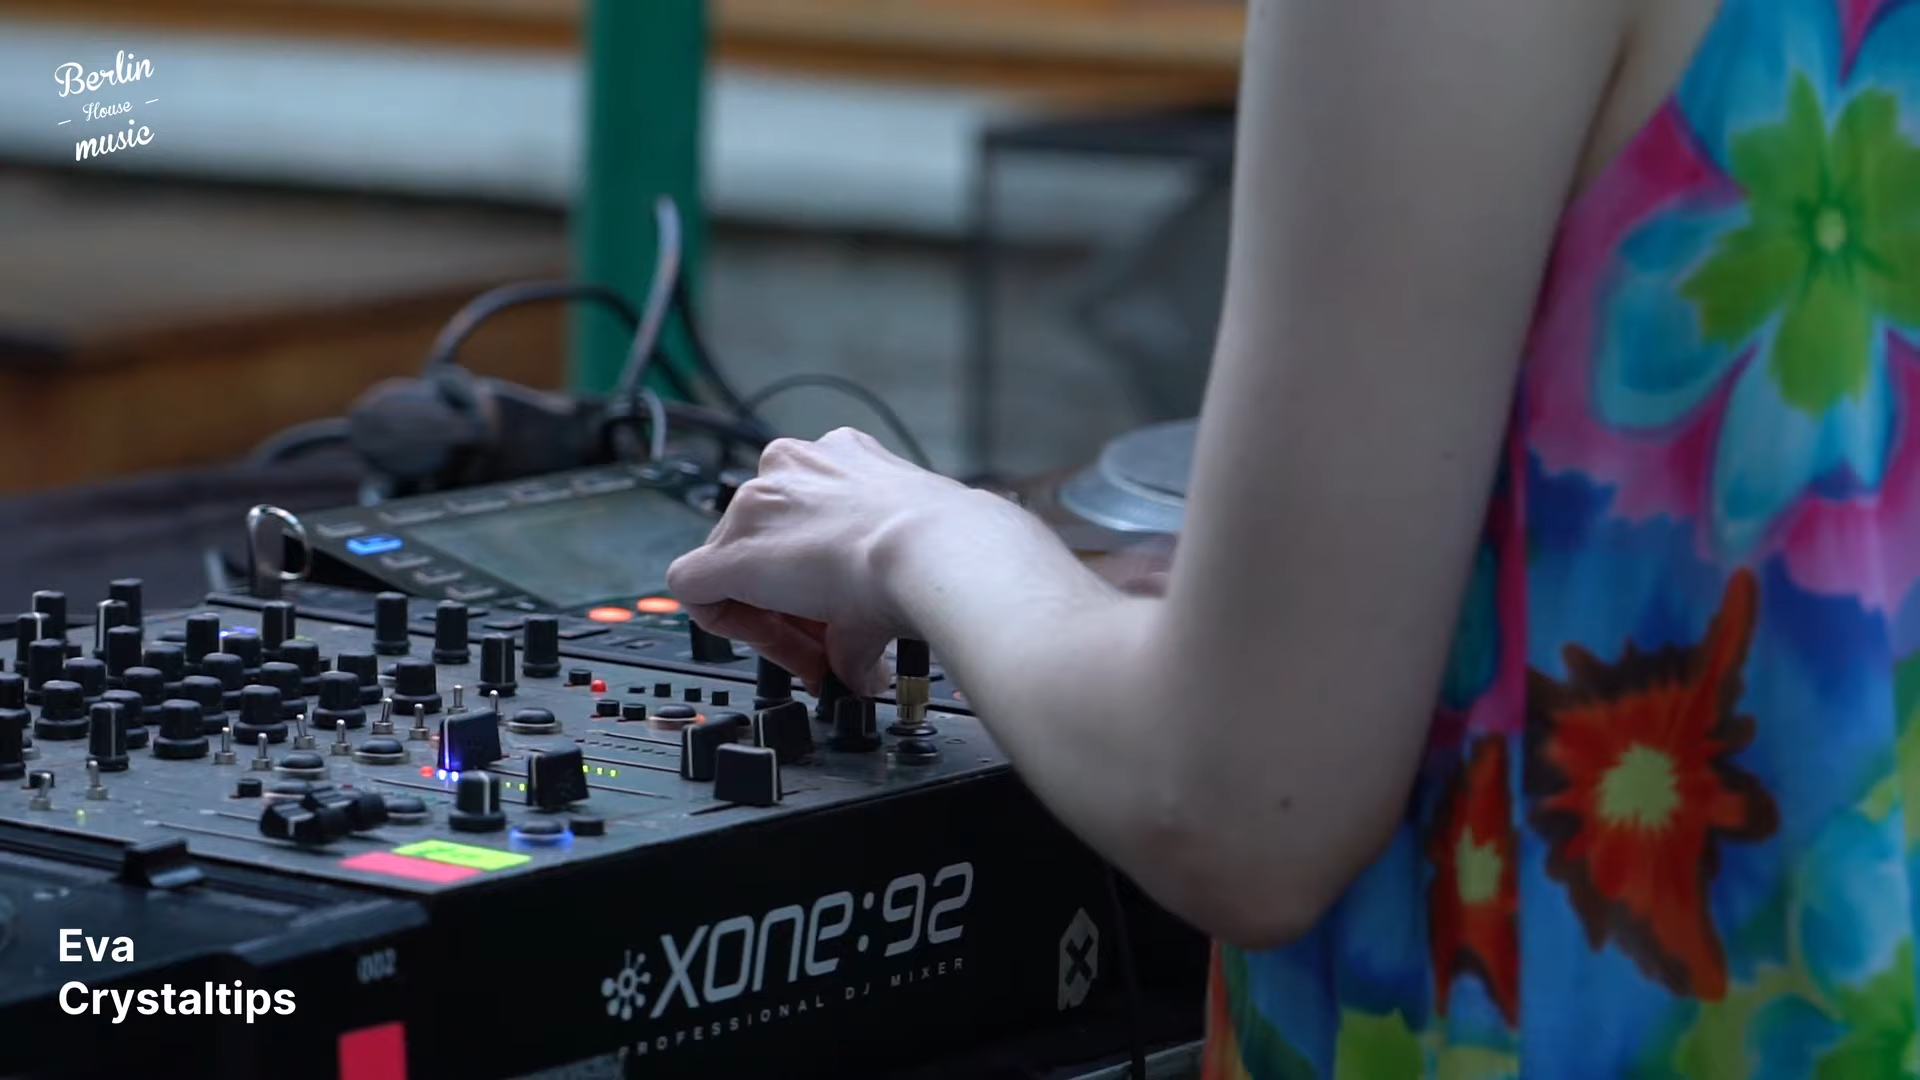 Berlin
House
music
Eva
Crystaltips
002
XONE:92
PROFESSIONAL DJ MIXER